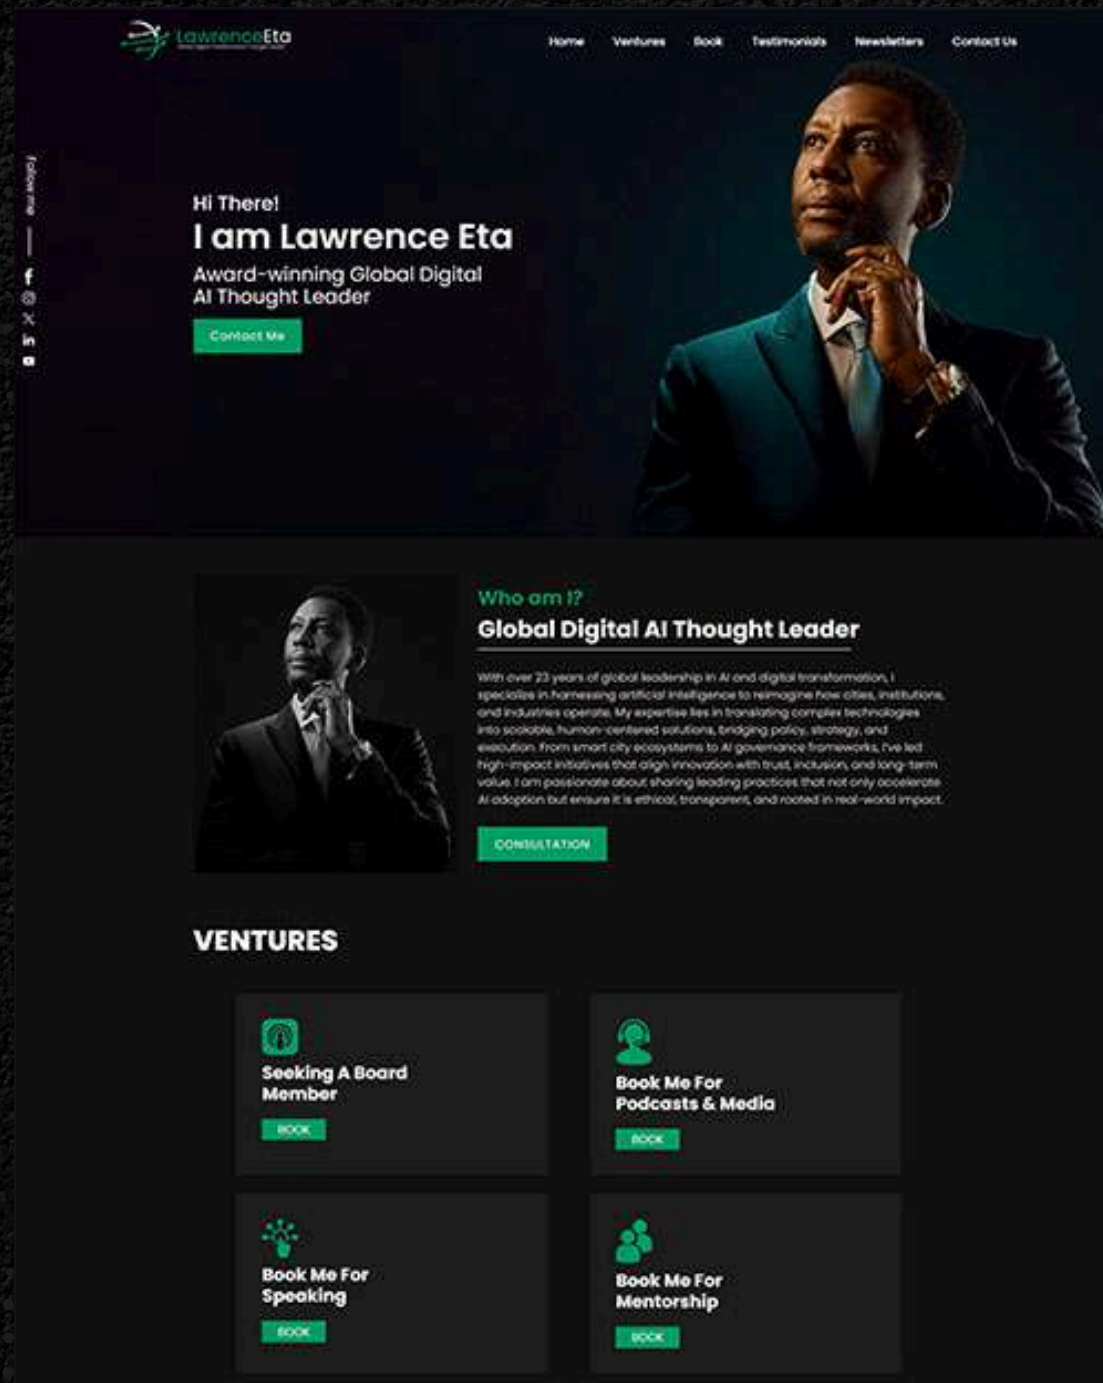 LawrenceEta
Home Ventures Book Testimonials Newsletters Contact Us
Follow me
Hi There!
I am Lawrence Eta
Award-winning Global Digital
AI Thought Leader
Contact Me
Who am I?
Global Digital AI Thought Leader
With over 23 years of global leadership in AI and digital transformation, I
specialize in harnessing artificial intelligence to reimagine how cities, institutions,
and industries operate. My expertise lies in translating complex technologies
into scalable, human-centered solutions, bridging policy, strategy, and
execution. From smart city ecosystems to AI governance frameworks, I've led
high-impact initiatives that align innovation with trust, inclusion, and long-term
value. I am passionate about sharing leading practices that not only accelerate
AI adoption but ensure it is ethical, transparent, and rooted in real-world impact.
CONSULTATION
VENTURES
Seeking A Board
Member
BOOK
Book Me For
Podcasts & Media
BOOK
Book Me For
Speaking
BOOK
Book Me For
Mentorship
BOOK